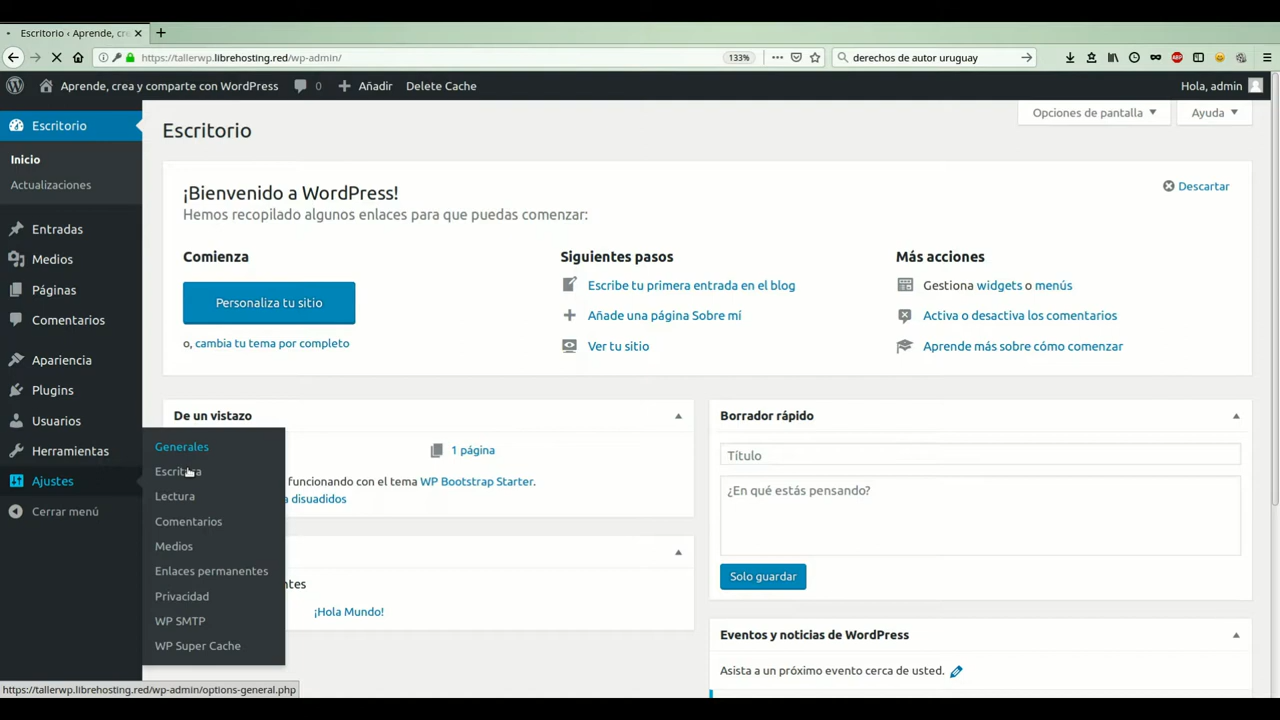 Escritorio ‹ Aprende, cre
https://tallerwp.librehosting.red/wp-admin/
133%
derechos de autor uruguay
Aprende, crea y comparte con WordPress
0
Añadir
Delete Cache
Hola, admin
Escritorio
Inicio
Actualizaciones
Entradas
Medios
Páginas
Comentarios
Apariencia
Plugins
Usuarios
Herramientas
Ajustes
Cerrar menú
Generales
Escritura
Lectura
Comentarios
Medios
Enlaces permanentes
Privacidad
WP SMTP
WP Super Cache
Opciones de pantalla
Ayuda
Escritorio
¡Bienvenido a WordPress!
Descartar
Hemos recopilado algunos enlaces para que puedas comenzar:
Comienza
Personaliza tu sitio
o, cambia tu tema por completo
Siguientes pasos
Escribe tu primera entrada en el blog
Añade una página Sobre mí
Ver tu sitio
Más acciones
Gestiona widgets o menús
Activa o desactiva los comentarios
Aprende más sobre cómo comenzar
De un vistazo
1 página
funcionando con el tema WP Bootstrap Starter.
a disuadidos
ntes
¡Hola Mundo!
Borrador rápido
Título
¿En qué estás pensando?
Solo guardar
Eventos y noticias de WordPress
Asista a un próximo evento cerca de usted.
https://tallerwp.librehosting.red/wp-admin/options-general.php